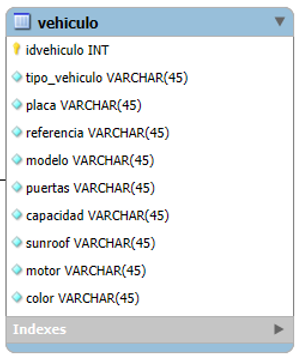 vehiculo
idvehiculo INT
tipo_vehiculo VARCHAR(45)
placa VARCHAR(45)
referencia VARCHAR(45)
modelo VARCHAR(45)
puertas VARCHAR(45)
capacidad VARCHAR(45)
sunroof VARCHAR(45)
motor VARCHAR(45)
color VARCHAR(45)
Indexes